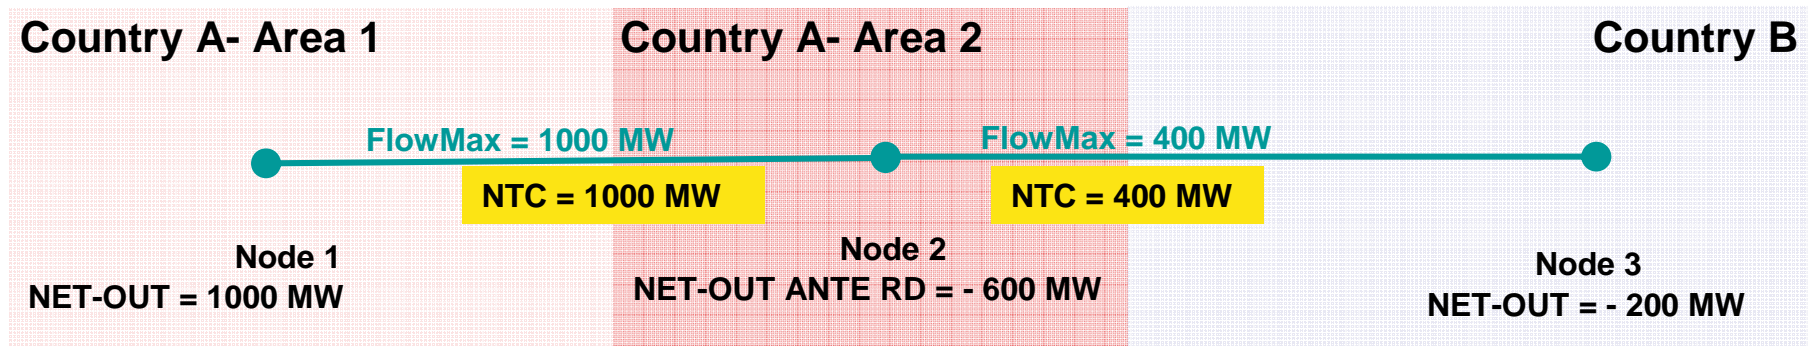 Country A- Area 1
Country A- Area 2
Country B
FlowMax = 1000 MW
FlowMax = 400 MW
NTC = 1000 MW
NTC = 400 MW
Node 1
NET-OUT = 1000 MW
Node 2
NET-OUT ANTE RD = - 600 MW
Node 3
NET-OUT = - 200 MW